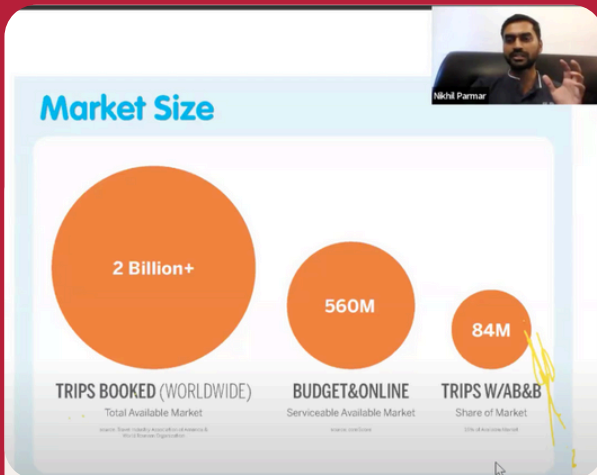 Nikhil Parmar
Market Size
2 Billion+
560M
84M
TRIPS BOOKED (WORLDWIDE)
Total Available Market
BUDGET&ONLINE
Serviceable Available Market
TRIPS W/AB&B
Share of Market